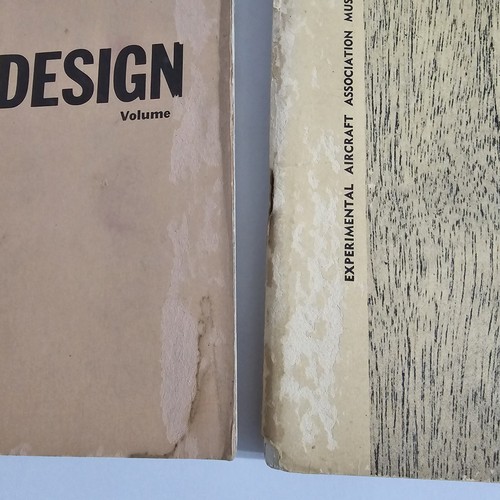 DESIGN
Volume
EXPERIMENTAL AIRCRAFT ASSOCIATION